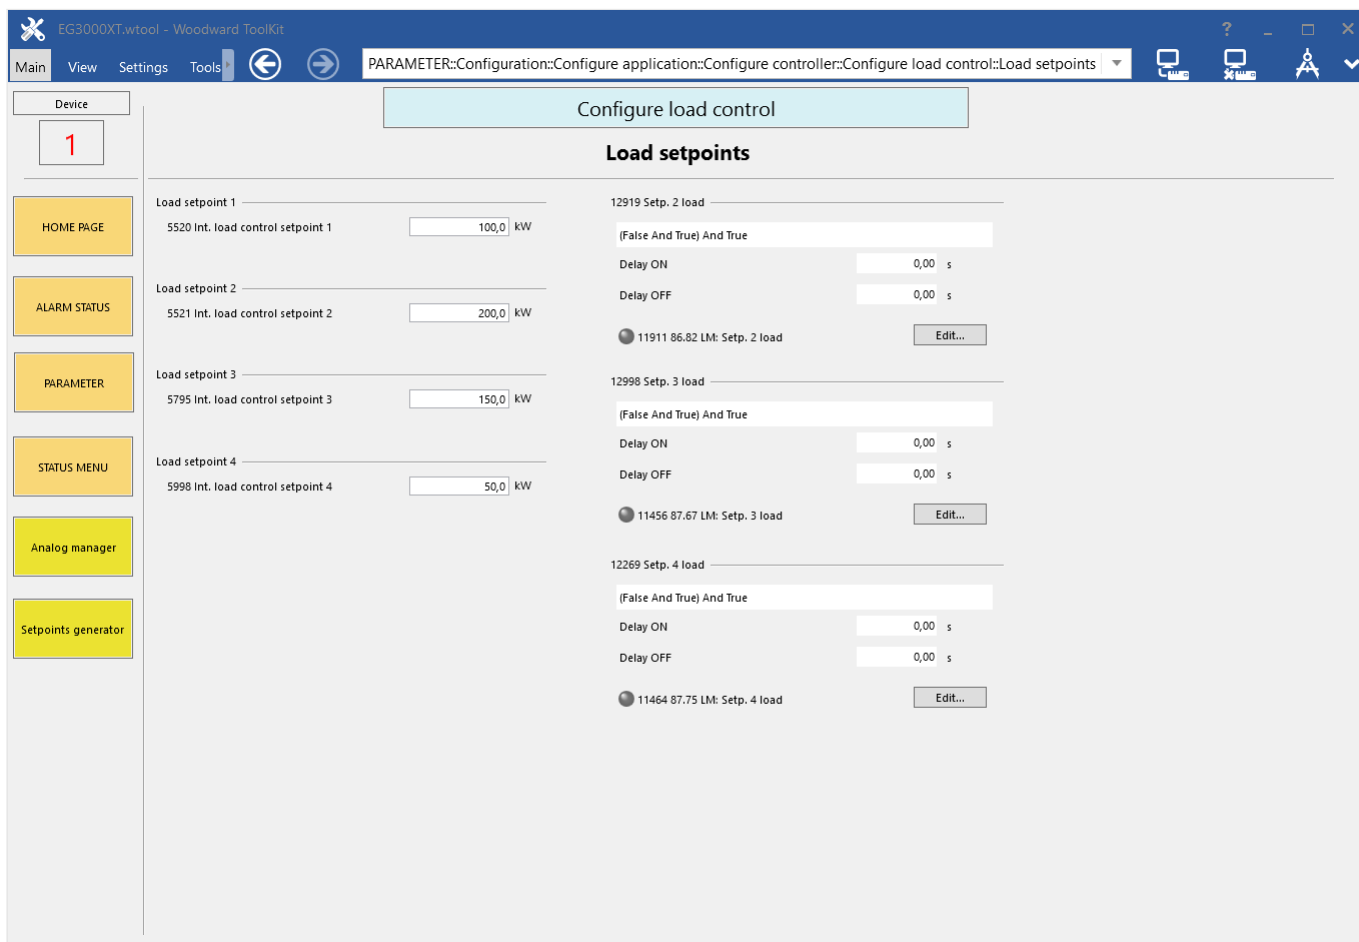 EG3000XT.wtool - Woodward ToolKit
?
Main View Settings Tools
PARAMETER::Configuration::Configure application::Configure controller::Configure load control::Load setpoints
Device
1
HOME PAGE
ALARM STATUS
PARAMETER
STATUS MENU
Analog manager
Setpoints generator
Configure load control
Load setpoints
Load setpoint 1
5520 Int. load control setpoint 1 100,0 kW
Load setpoint 2
5521 Int. load control setpoint 2 200,0 kW
Load setpoint 3
5795 Int. load control setpoint 3 150,0 kW
Load setpoint 4
5998 Int. load control setpoint 4 50,0 kW
12919 Setp. 2 load
(False And True) And True
Delay ON 0,00 s
Delay OFF 0,00 s
11911 86.82 LM: Setp. 2 load Edit...
12998 Setp. 3 load
(False And True) And True
Delay ON 0,00 s
Delay OFF 0,00 s
11456 87.67 LM: Setp. 3 load Edit...
12269 Setp. 4 load
(False And True) And True
Delay ON 0,00 s
Delay OFF 0,00 s
11464 87.75 LM: Setp. 4 load Edit...